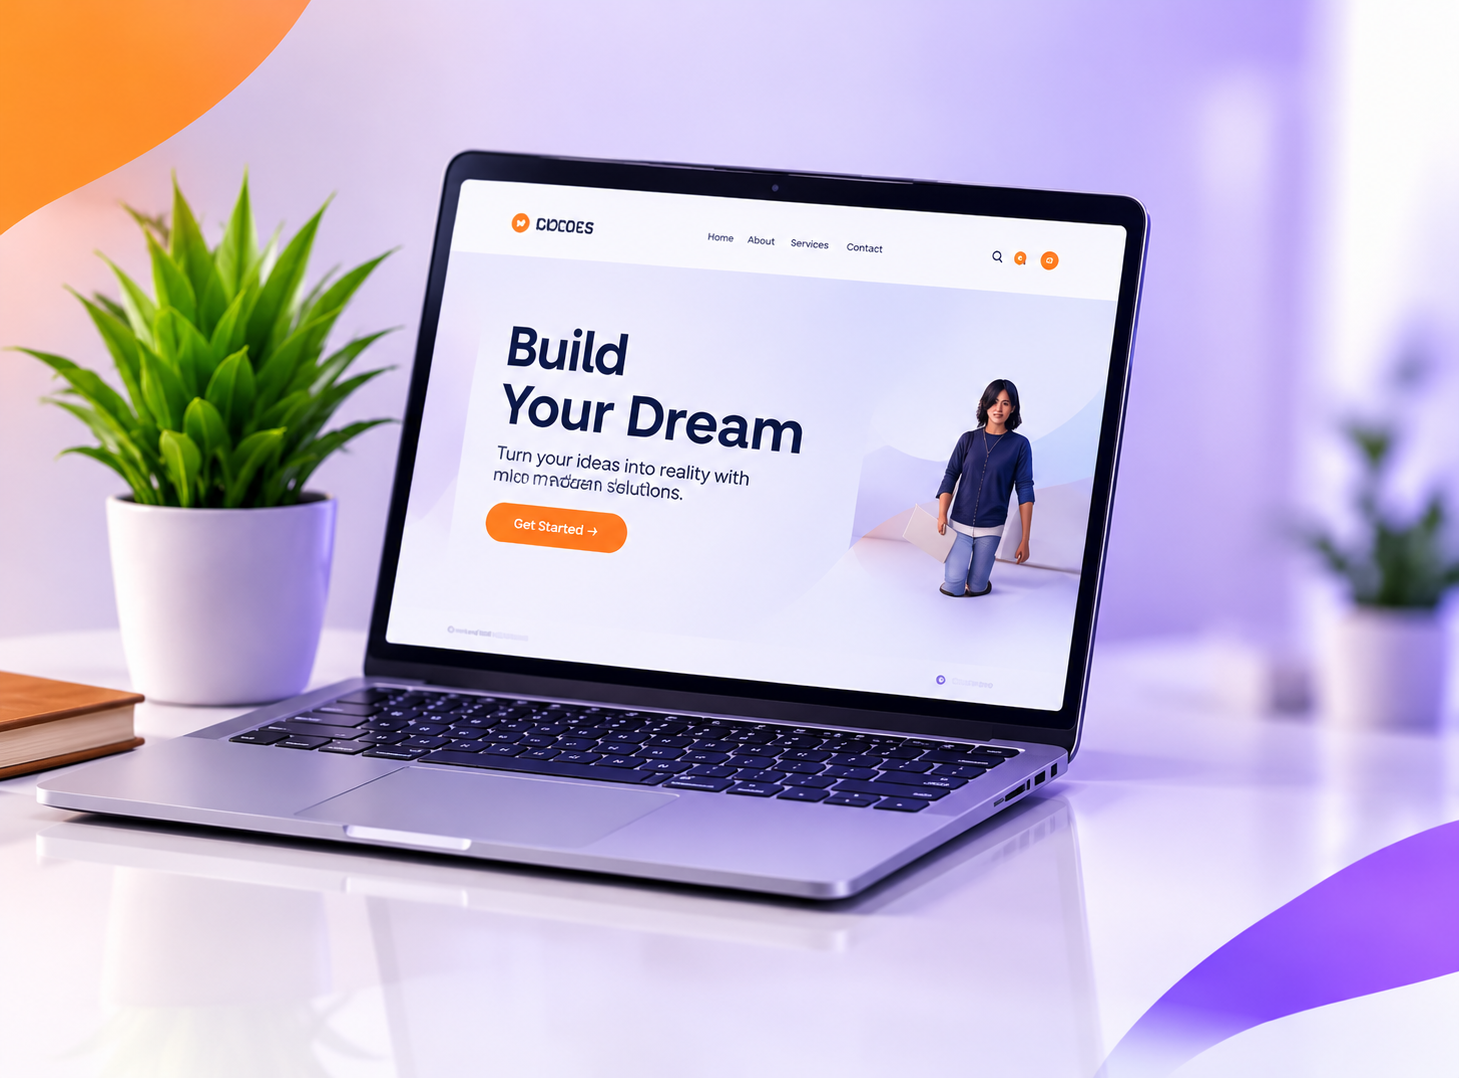 Home About Services Contact
Build
Your Dream
Turn your ideas into reality with
solutions.
Get Started →